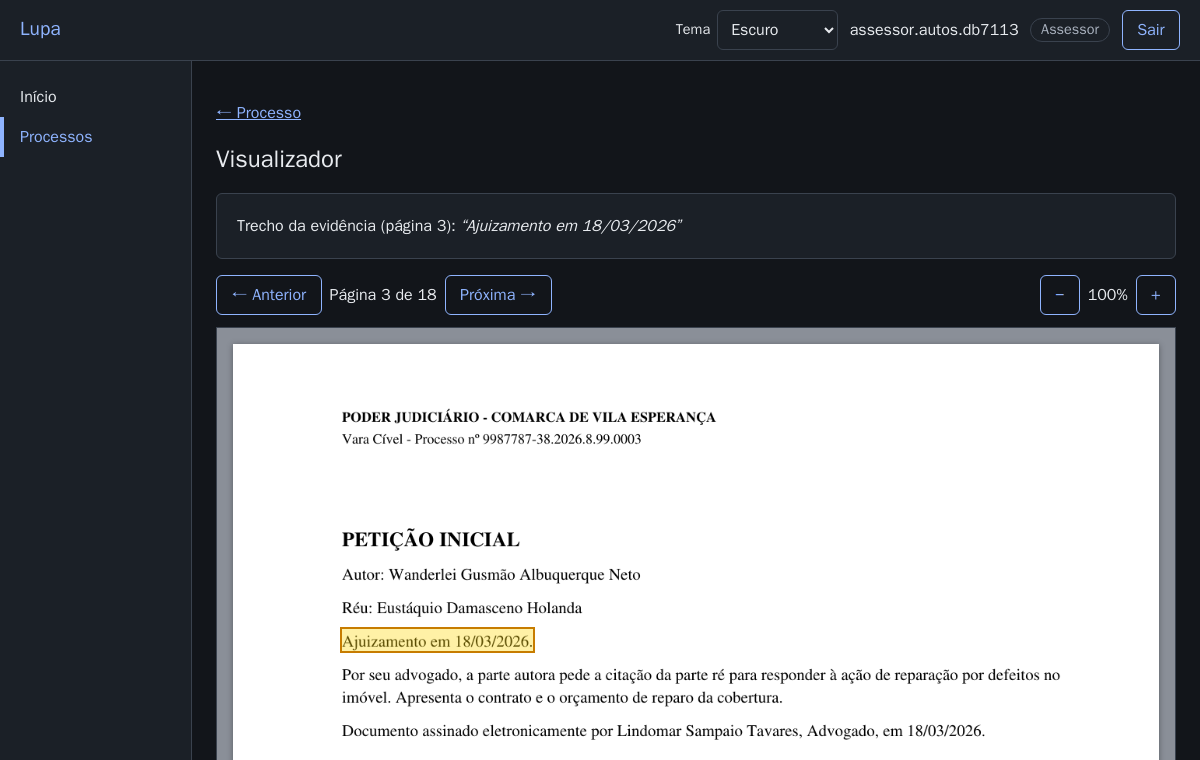 Lupa
Tema
Escuro
assessor.autos.db7113
Assessor
Sair
Início
Processos
← Processo
Visualizador
Trecho da evidência (página 3): “Ajuizamento em 18/03/2026”
← Anterior
Página 3 de 18
Próxima →
−
100%
+
PODER JUDICIÁRIO - COMARCA DE VILA ESPERANÇA
Vara Cível - Processo nº 9987787-38.2026.8.99.0003
PETIÇÃO INICIAL
Autor: Wanderlei Gusmão Albuquerque Neto
Réu: Eustáquio Damasceno Holanda
Ajuizamento em 18/03/2026.
Por seu advogado, a parte autora pede a citação da parte ré para responder à ação de reparação por defeitos no
imóvel. Apresenta o contrato e o orçamento de reparo da cobertura.
Documento assinado eletronicamente por Lindomar Sampaio Tavares, Advogado, em 18/03/2026.